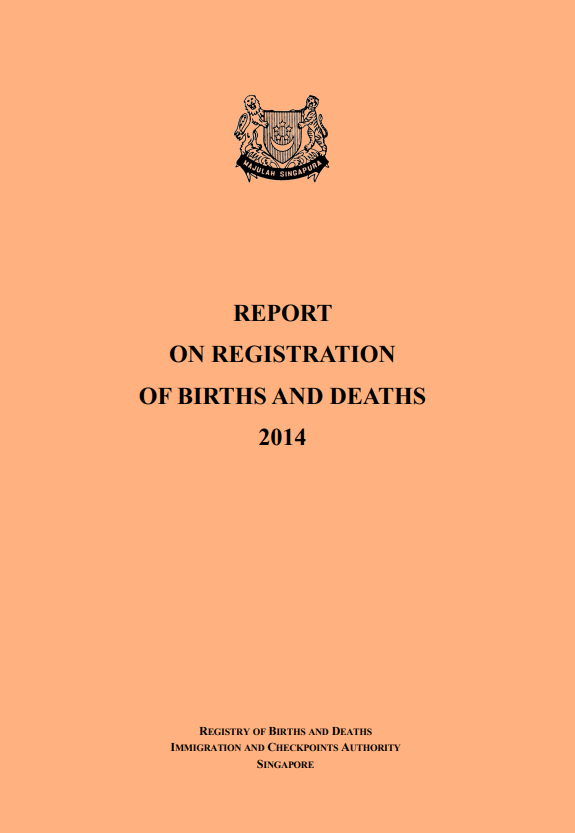 MAJULAH SINGAPURA
REPORT
ON REGISTRATION
OF BIRTHS AND DEATHS
2014
REGISTRY OF BIRTHS AND DEATHS
IMMIGRATION AND CHECKPOINTS AUTHORITY
SINGAPORE